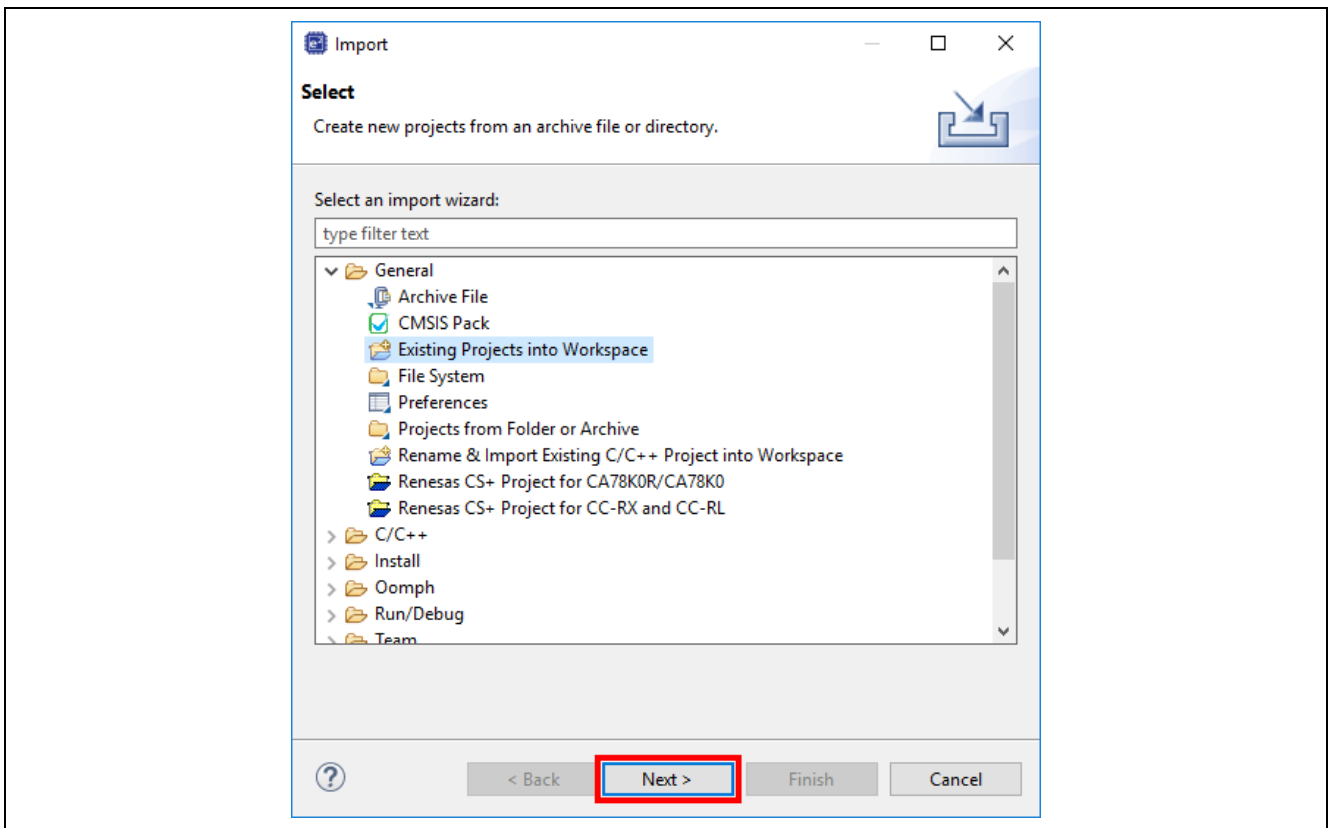 Import
Select
Create new projects from an archive file or directory.
Select an import wizard:
type filter text
General
Archive File
CMSIS Pack
Existing Projects into Workspace
File System
Preferences
Projects from Folder or Archive
Rename & Import Existing C/C++ Project into Workspace
Renesas CS+ Project for CA78K0R/CA78K0
Renesas CS+ Project for CC-RX and CC-RL
C/C++
Install
Oomph
Run/Debug
Team
? < Back Next > Finish Cancel